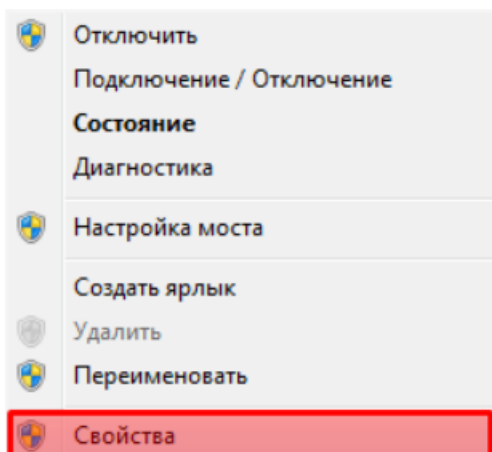 Отключить
Подключение / Отключение
Состояние
Диагностика
Настройка моста
Создать ярлык
Удалить
Переименовать
Свойства